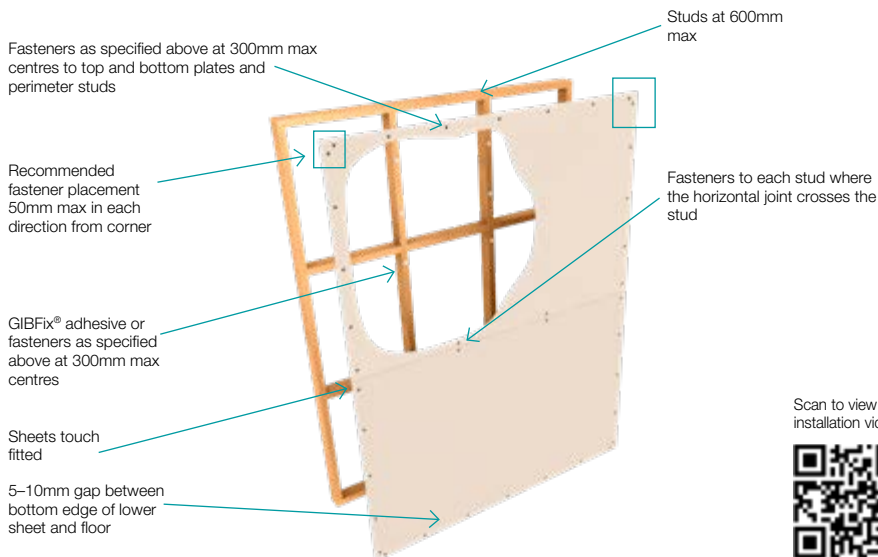 Studs at 600mm
max
Fasteners as specified above at 300mm max
centres to top and bottom plates and
perimeter studs
Recommended
fastener placement
50mm max in each
direction from corner
Fasteners to each stud where
the horizontal joint crosses the
stud
GIBFix® adhesive or
fasteners as specified
above at 300mm max
centres
Sheets touch
fitted
5–10mm gap between
bottom edge of lower
sheet and floor
Scan to view
installation